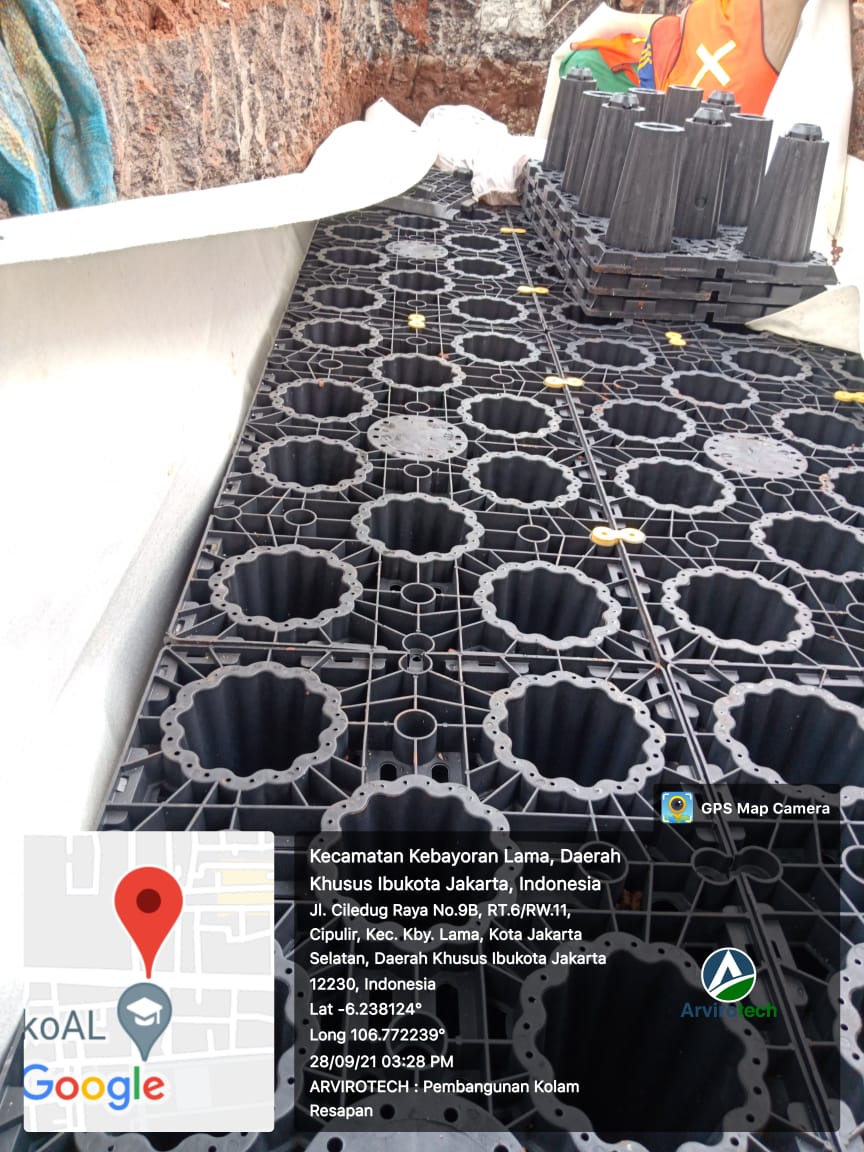 GPS Map Camera
Kecamatan Kebayoran Lama, Daerah
Khusus Ibukota Jakarta, Indonesia
Jl. Ciledug Raya No.9B, RT.6/RW.11,
Cipulir, Kec. Kby. Lama, Kota Jakarta
Selatan, Daerah Khusus Ibukota Jakarta
12230, Indonesia
Lat -6.238124°
Long 106.772239°
28/09/21 03:28 PM
ARVIROTECH : Pembangunan Kolam
Resapan
Arvirotech
koAL
Google